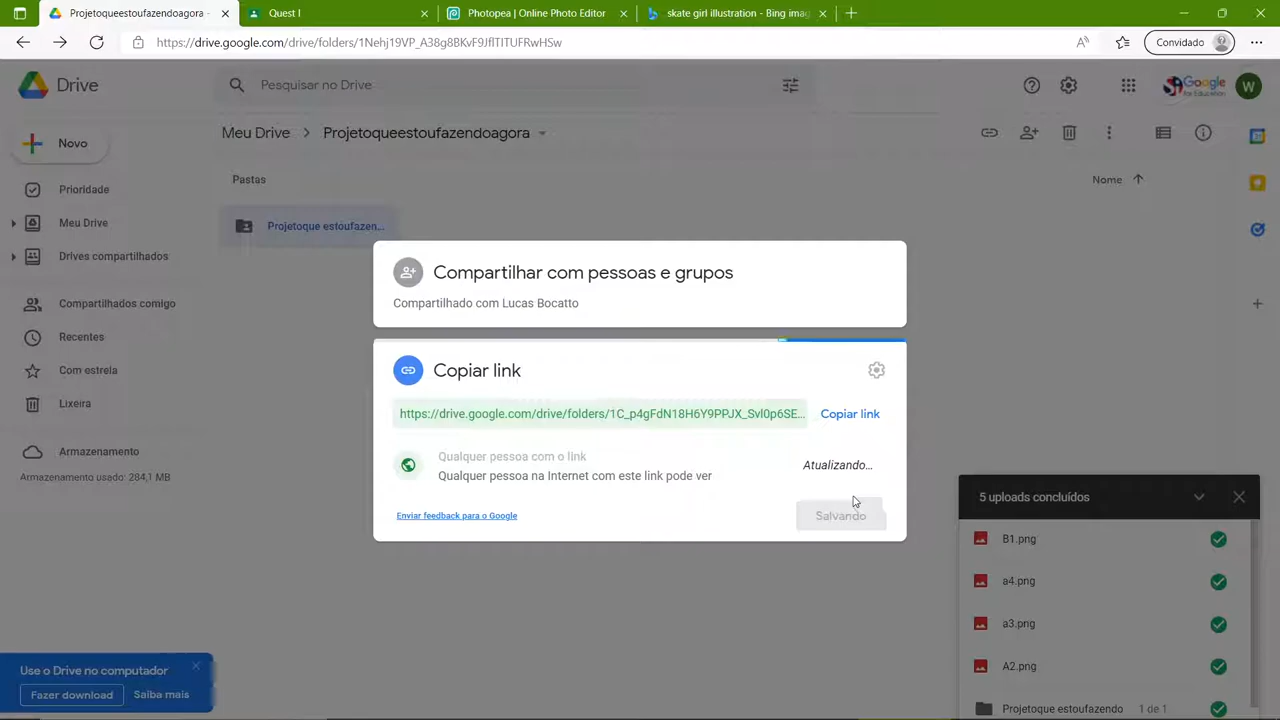 Projetoqueestoufazendoagora -
Quest I
Photopea | Online Photo Editor
skate girl illustration - Bing imag
https://drive.google.com/drive/folders/1Nehj19VP_A38g8BKvF9JflTITUFRwHSw
Convidado
Drive
Pesquisar no Drive
Google
for Education
W
Novo
Meu Drive
Projetoqueestoufazendoagora
Pastas
Nome
Prioridade
Meu Drive
Drives compartilhados
Compartilhados comigo
Recentes
Com estrela
Lixeira
Armazenamento
Armazenamento usado: 284,1 MB
Projetoque estoufazen...
Compartilhar com pessoas e grupos
Compartilhado com Lucas Bocatto
Copiar link
https://drive.google.com/drive/folders/1C_p4gFdN18H6Y9PPJX_Svl0p6SE...
Copiar link
Qualquer pessoa com o link
Qualquer pessoa na Internet com este link pode ver
Atualizando...
Enviar feedback para o Google
Salvando
5 uploads concluídos
B1.png
a4.png
a3.png
A2.png
Projetoque estoufazendo
1 de 1
Use o Drive no computador
Fazer download
Saiba mais